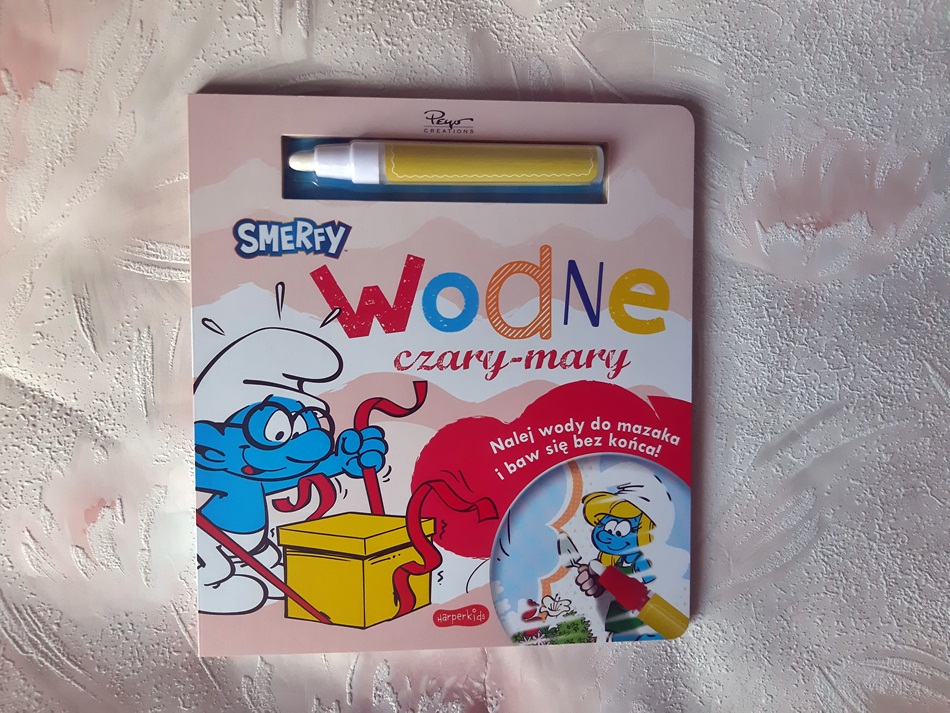 Peyo
CREATIONS
SMERFY
WodNe
czary-mary
Nalej wody do mazaka
i baw się bez końca!
HarperKids